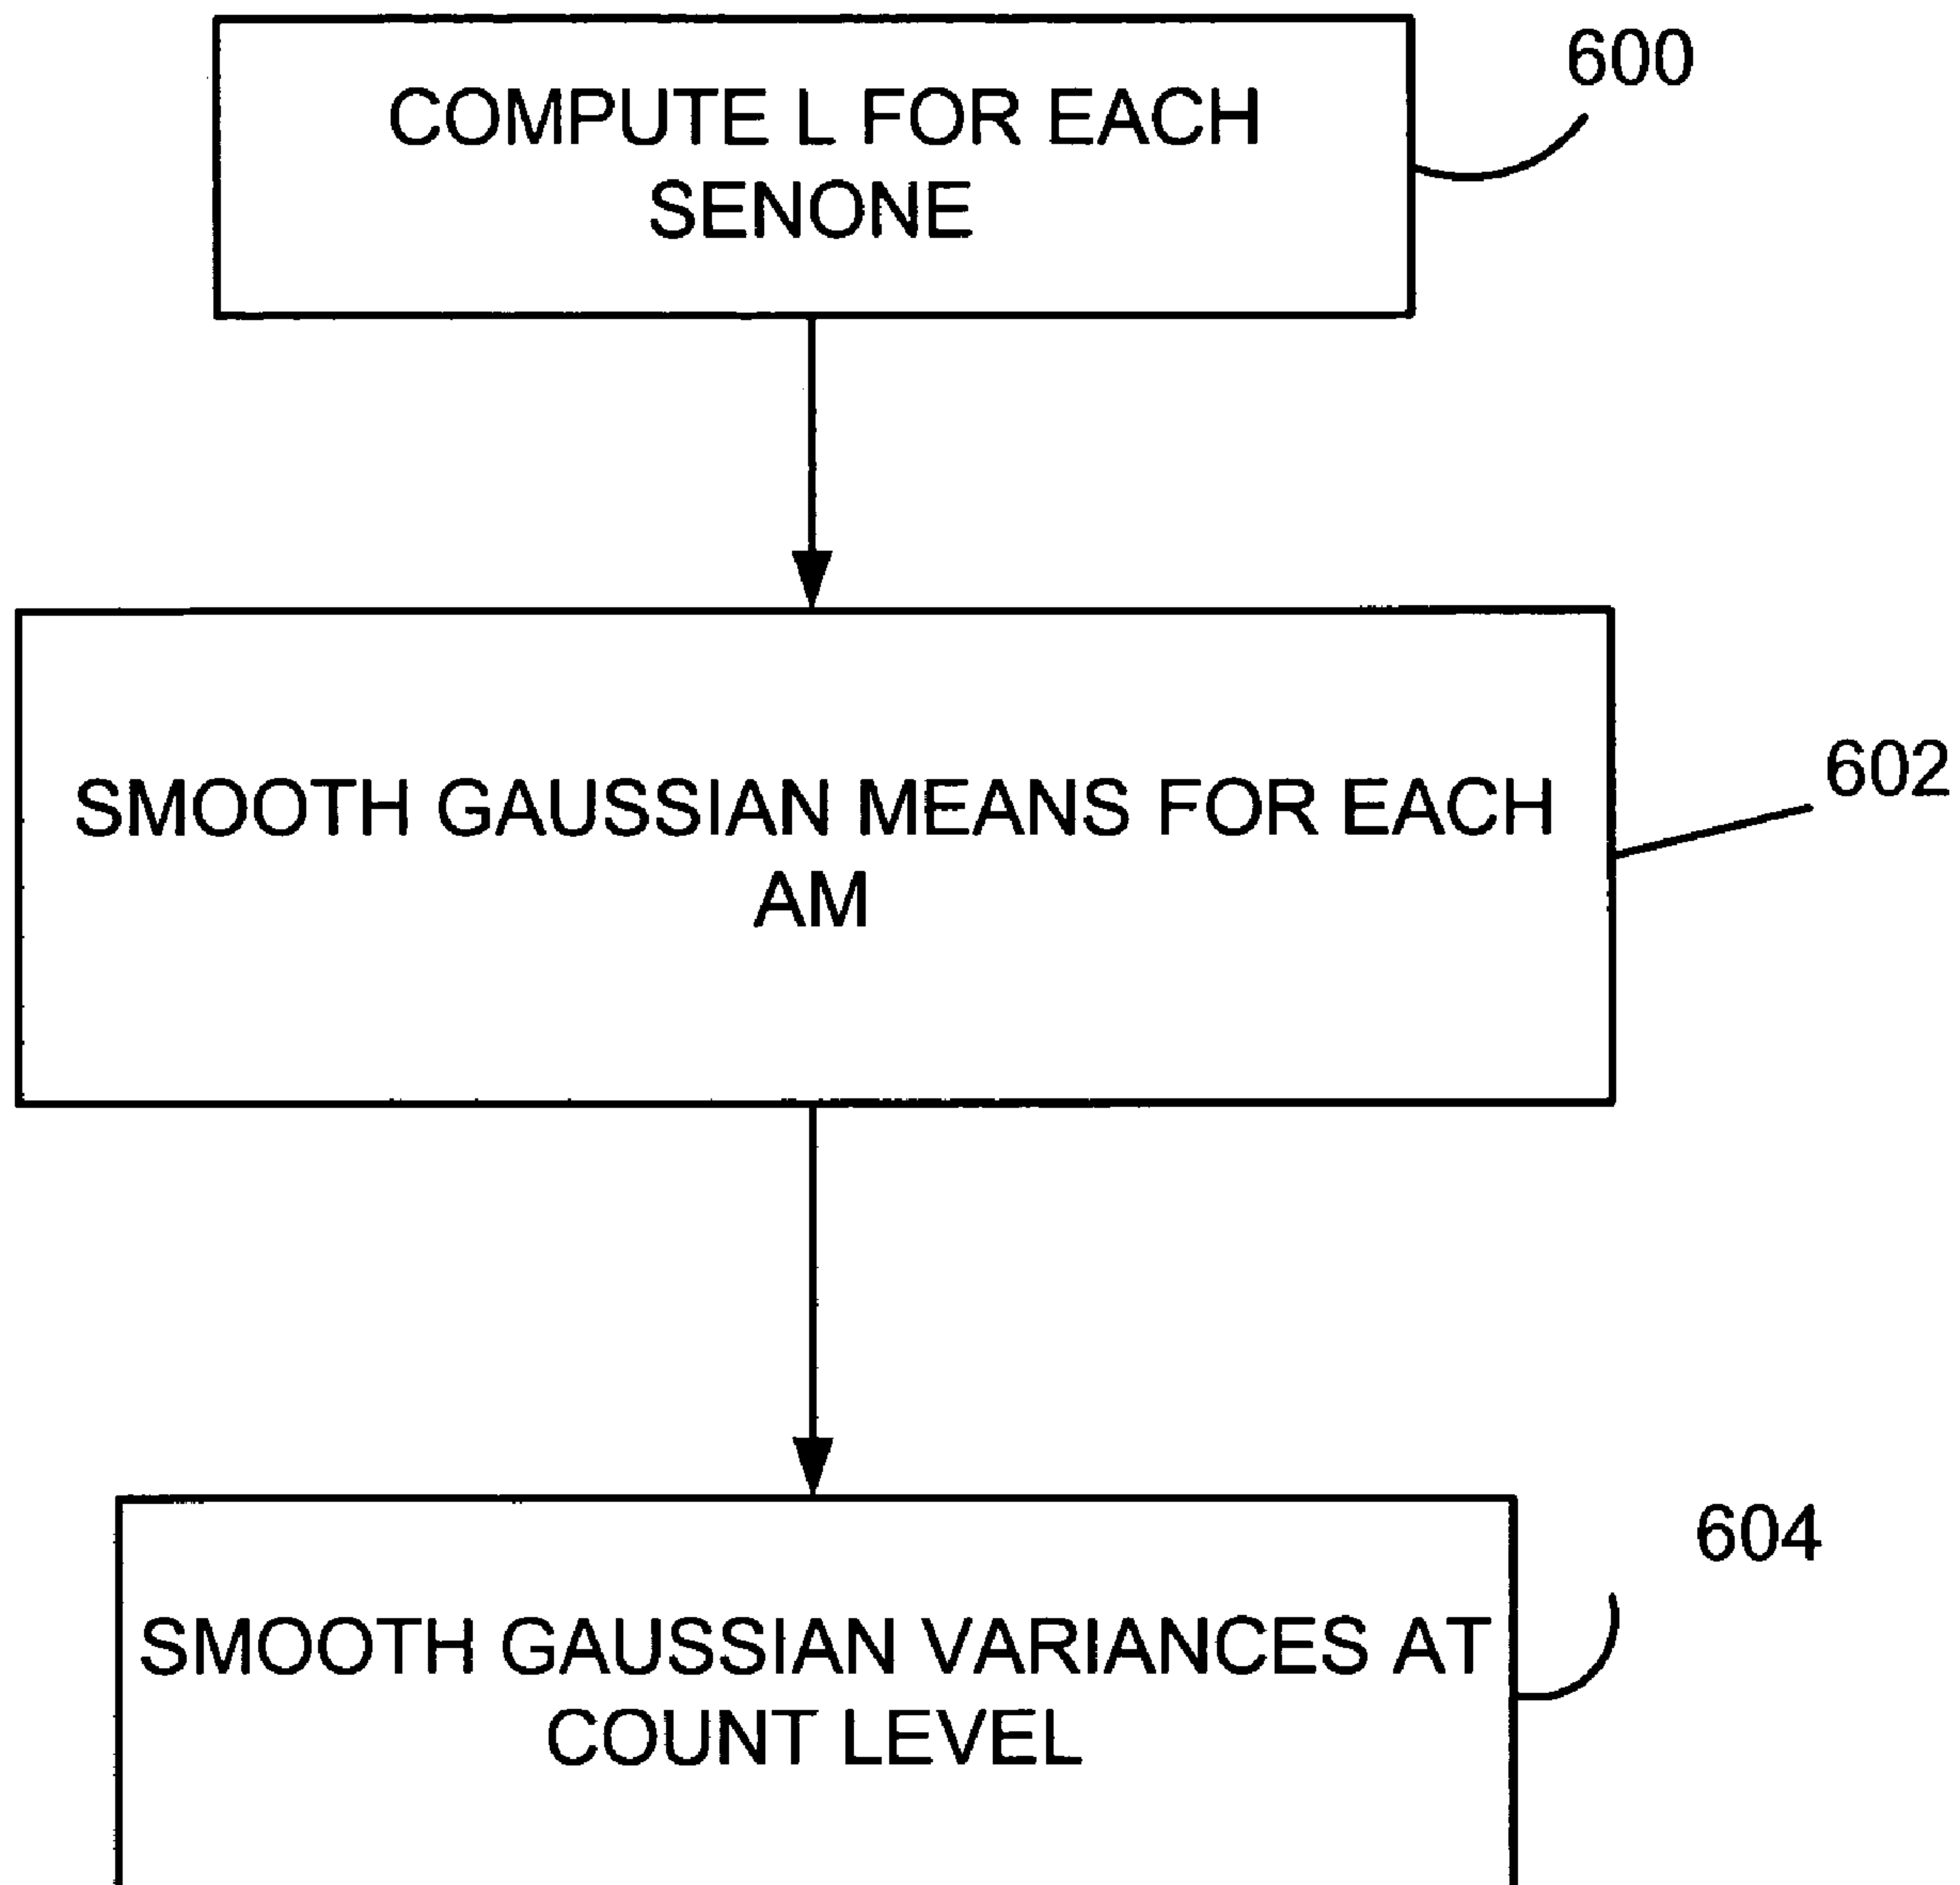 COMPUTE L FOR EACH
SENONE
600
SMOOTH GAUSSIAN MEANS FOR EACH
AM
602
SMOOTH GAUSSIAN VARIANCES AT
COUNT LEVEL
604